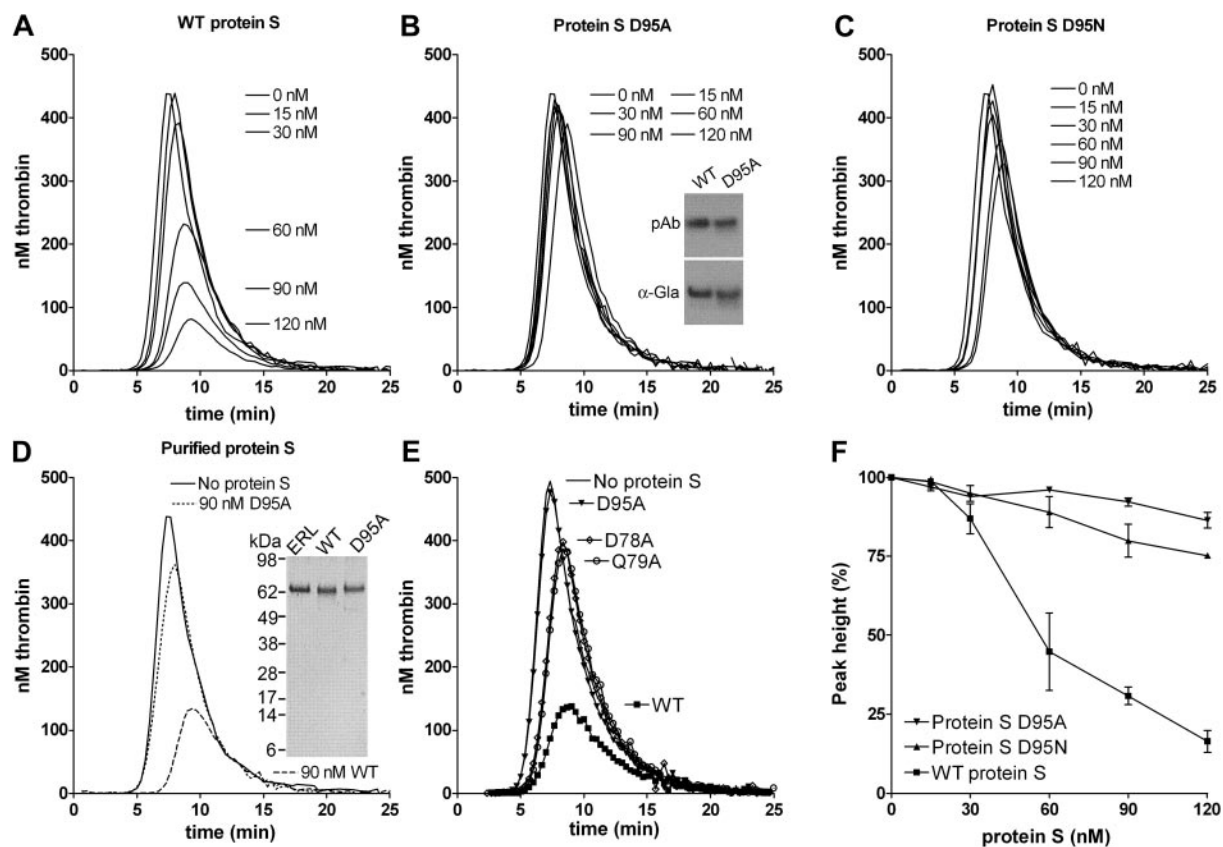 A
WT protein S
500
400
300
200
100
0
nM thrombin
0 nM
15 nM
30 nM
60 nM
90 nM
120 nM
0 5 10 15 20 25
time (min)
B
Protein S D95A
500
400
300
200
100
0
nM thrombin
0 nM 15 nM
30 nM 60 nM
90 nM 120 nM
WT D95A
pAb
α-Gla
0 5 10 15 20 25
time (min)
C
Protein S D95N
500
400
300
200
100
0
nM thrombin
0 nM
15 nM
30 nM
60 nM
90 nM
120 nM
0 5 10 15 20 25
time (min)
D
Purified protein S
500
400
300
200
100
0
nM thrombin
No protein S
90 nM D95A
kDa ERL WT D95A
98
62
49
38
28
17
14
6
90 nM WT
0 5 10 15 20 25
time (min)
E
500
400
300
200
100
0
nM thrombin
No protein S
D95A
D78A
Q79A
WT
0 5 10 15 20 25
time (min)
F
100
75
50
25
0
Peak height (%)
Protein S D95A
Protein S D95N
WT protein S
0 30 60 90 120
protein S (nM)